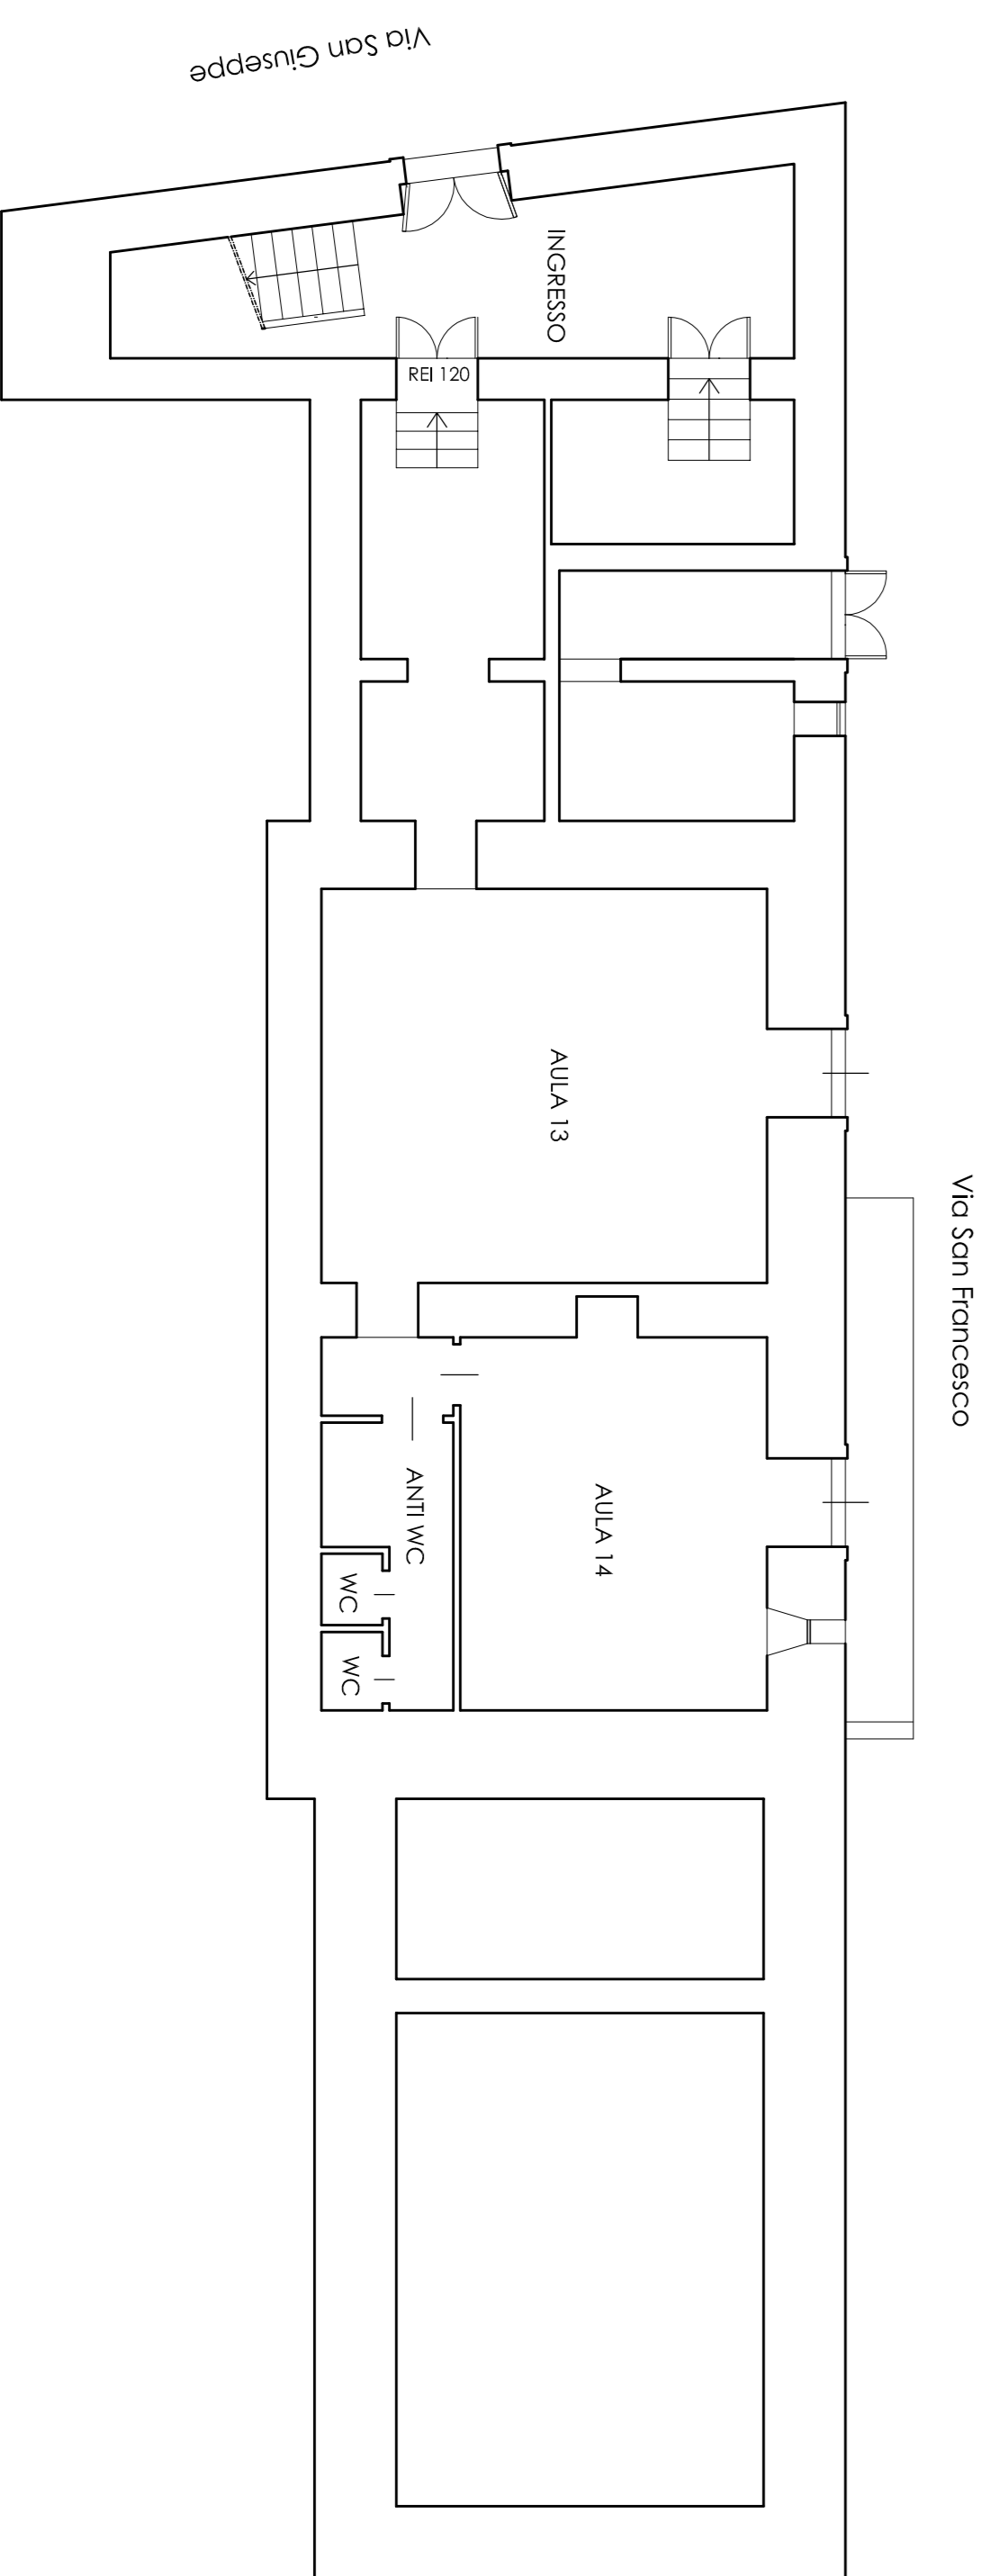 Via San Giuseppe
INGRESSO
REI 120
AULA 13
Via San Francesco
AULA 14
ANTI WC
WC
WC